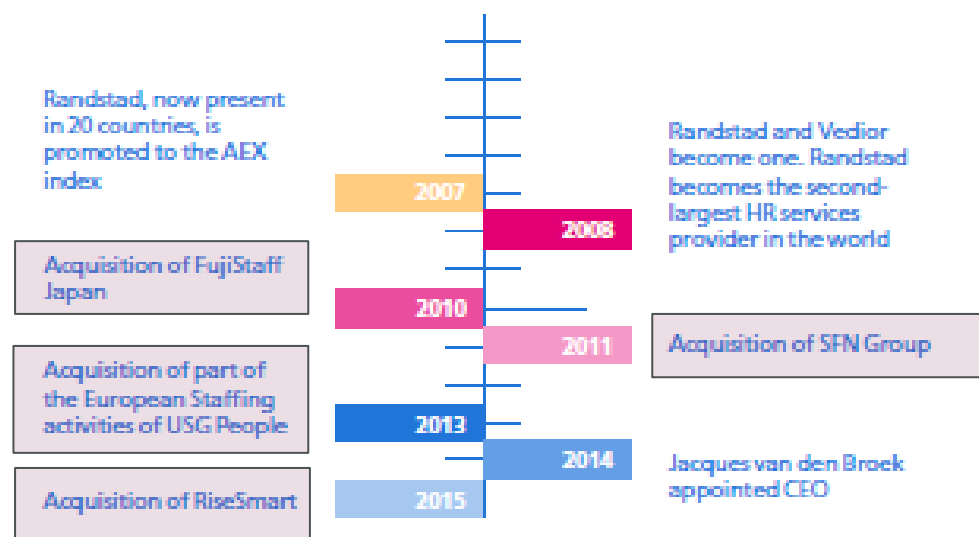 Randstad, now present
in 20 countries, is
promoted to the AEX
index
2007
Randstad and Vedior
become one. Randstad
becomes the second-
largest HR services
provider in the world
2008
Acquisition of FujiStaff
Japan
2010
2011
Acquisition of SFN Group
Acquisition of part of
the European Staffing
activities of USG People
2013
2014
Jacques van den Broek
appointed CEO
Acquisition of RiseSmart
2015